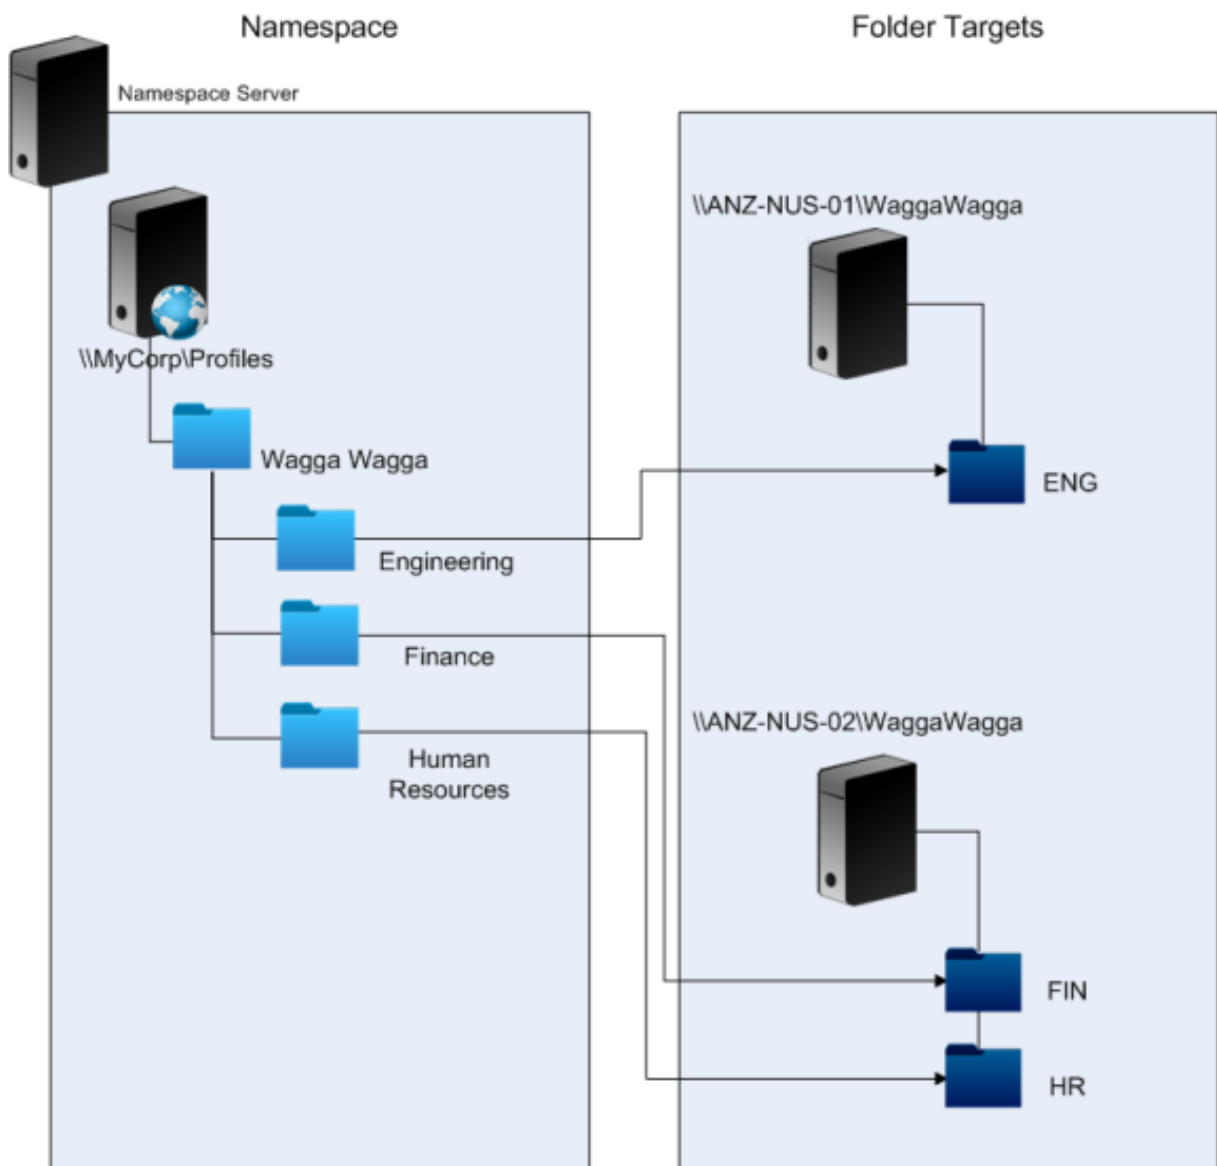 Namespace
Folder Targets
Namespace Server
\\MyCorp\Profiles
Wagga Wagga
Engineering
Finance
Human
Resources
\\ANZ-NUS-01\WaggaWagga
ENG
\\ANZ-NUS-02\WaggaWagga
FIN
HR